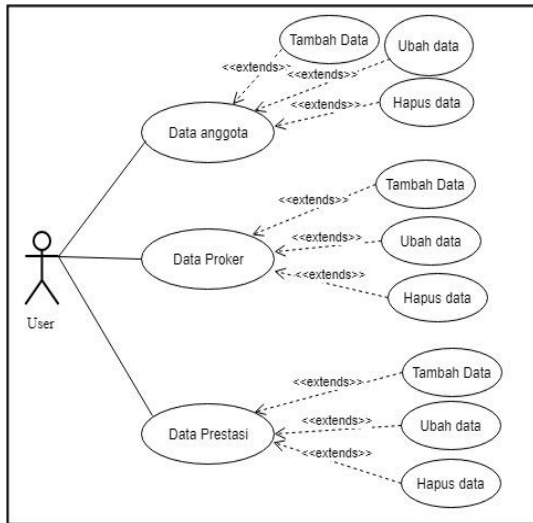 Tambah Data
Ubah data
<<extends>>
<<extends>>
Hapus data
<<extends>>
Data anggota
Tambah Data
<<extends>>
Ubah data
<<extends>>
Data Proker
<<extends>>
Hapus data
User
Tambah Data
<<extends>>
Ubah data
<<extends>>
Data Prestasi
<<extends>>
Hapus data